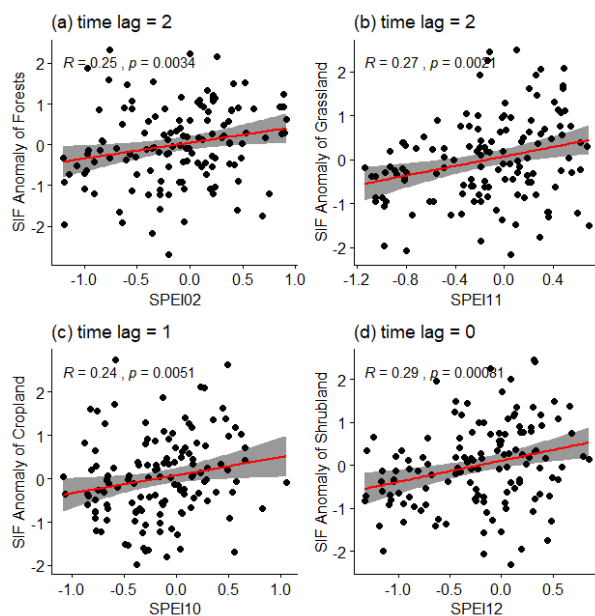 (a) time lag = 2
R = 0.25 , p = 0.0034
SIF Anomaly of Forests
2
1
0
-1
-2
-1.0
-0.5
0.0
0.5
1.0
SPEI02
(b) time lag = 2
R = 0.27 , p = 0.0021
SIF Anomaly of Grassland
2
1
0
-1
-2
-1.2
-0.8
-0.4
0.0
0.4
SPEI11
(c) time lag = 1
R = 0.24 , p = 0.0051
SIF Anomaly of Cropland
2
1
0
-1
-2
-1.0
-0.5
0.0
0.5
1.0
SPEI10
(d) time lag = 0
R = 0.29 , p = 0.00081
SIF Anomaly of Shrubland
2
1
0
-1
-2
-1.0
-0.5
0.0
0.5
SPEI12